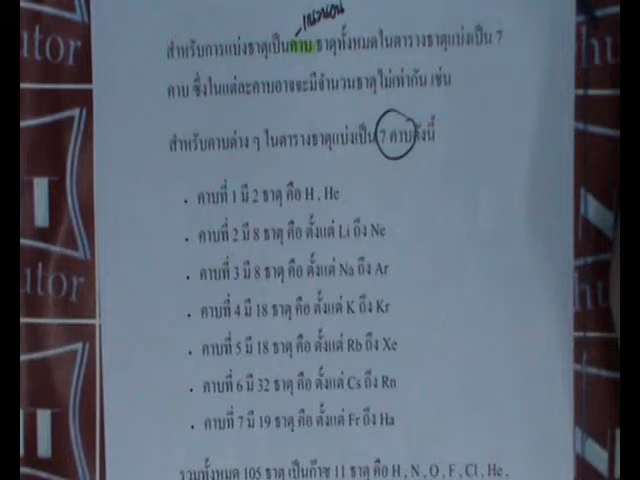 แนวนอน
สำหรับการแบ่งธาตุเป็นคาบ ธาตุทั้งหมดในตารางธาตุแบ่งเป็น 7
คาบ ซึ่งในแต่ละคาบอาจจะมีจำนวนธาตุไม่เท่ากัน เช่น
สำหรับคาบต่าง ๆ ในตารางธาตุแบ่งเป็น 7 คาบดังนี้
• คาบที่ 1 มี 2 ธาตุ คือ H , He
• คาบที่ 2 มี 8 ธาตุ คือ ตั้งแต่ Li ถึง Ne
• คาบที่ 3 มี 8 ธาตุ คือ ตั้งแต่ Na ถึง Ar
• คาบที่ 4 มี 18 ธาตุ คือ ตั้งแต่ K ถึง Kr
• คาบที่ 5 มี 18 ธาตุ คือ ตั้งแต่ Rb ถึง Xe
• คาบที่ 6 มี 32 ธาตุ คือ ตั้งแต่ Cs ถึง Rn
• คาบที่ 7 มี 19 ธาตุ คือ ตั้งแต่ Fr ถึง Ha
รวมทั้งหมด 105 ธาตุ เป็นก๊าซ 11 ธาตุ คือ H , N , O , F , Cl , He ,
utor
utor